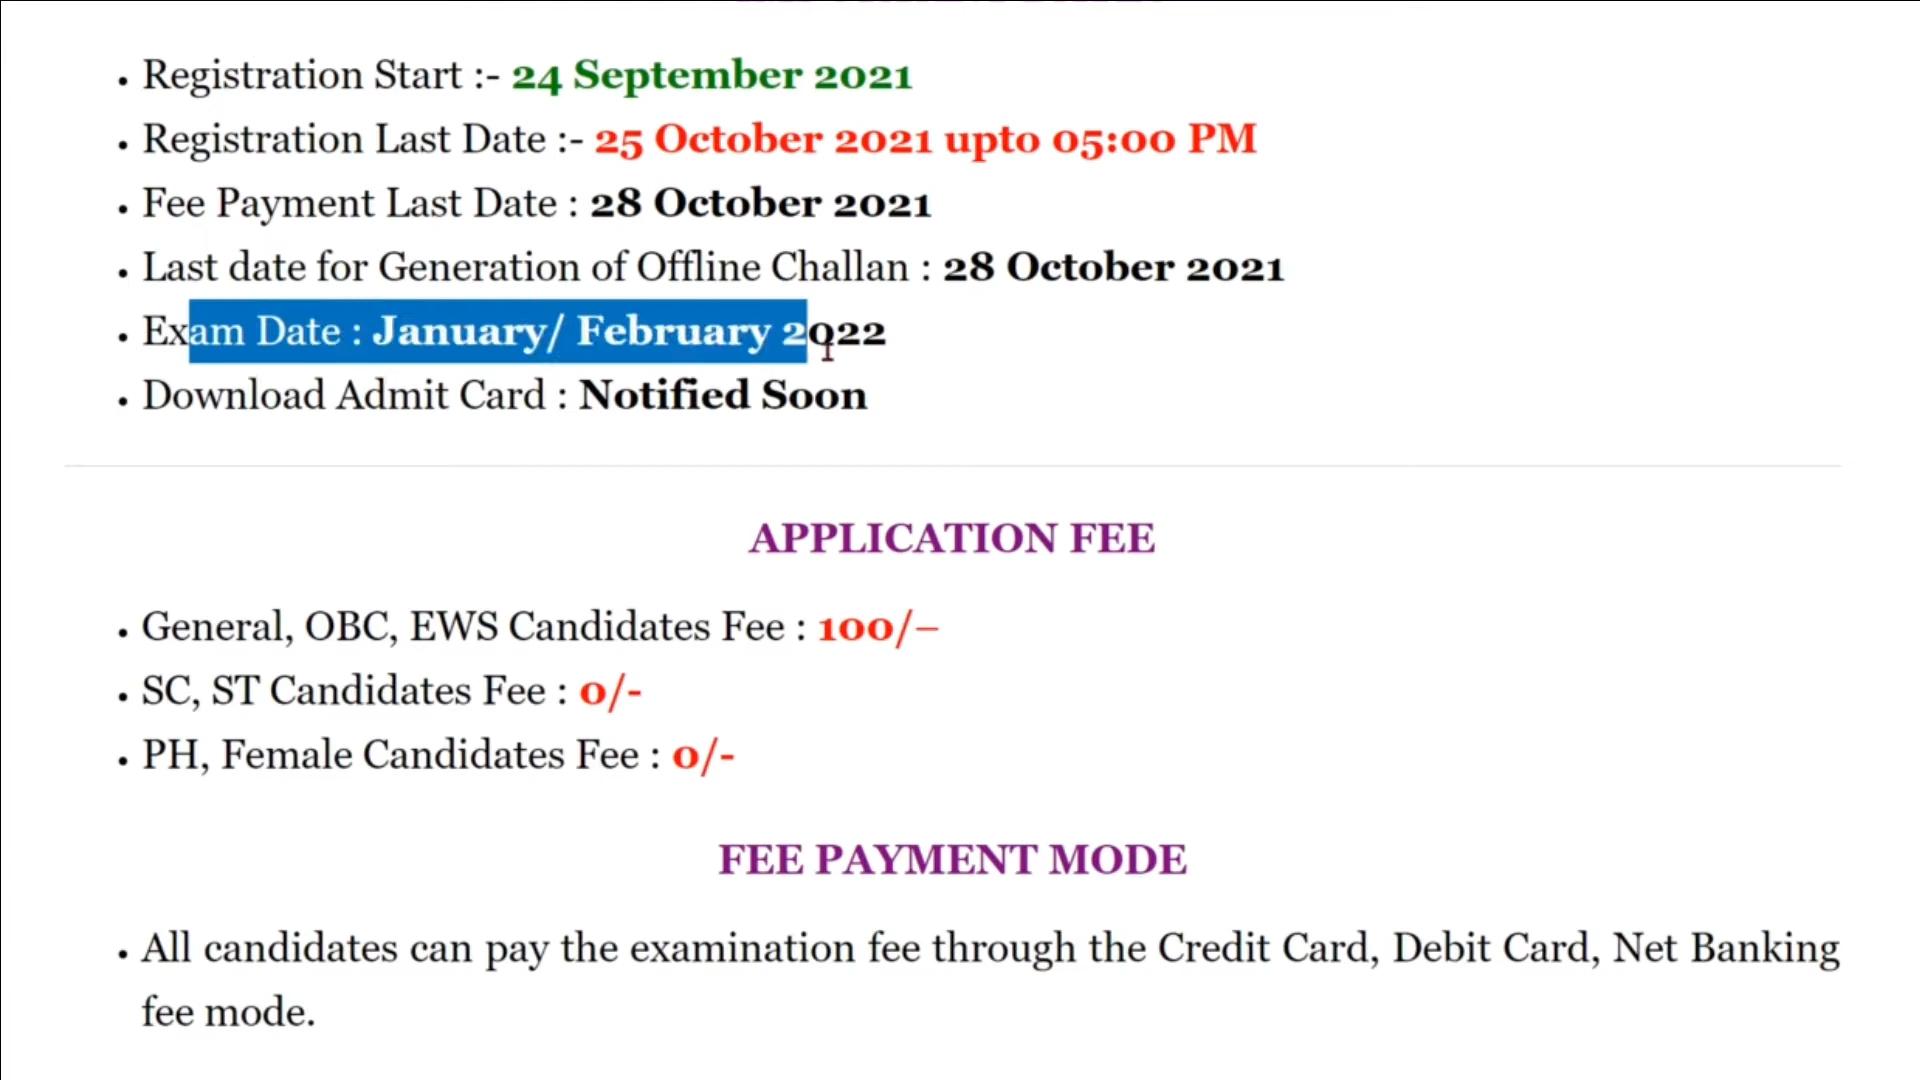 Registration Start :- 24 September 2021
Registration Last Date :- 25 October 2021 upto 05:00 PM
Fee Payment Last Date : 28 October 2021
Last date for Generation of Offline Challan : 28 October 2021
Exam Date : January/ February 2022
Download Admit Card : Notified Soon
APPLICATION FEE
General, OBC, EWS Candidates Fee : 100/–
SC, ST Candidates Fee : 0/-
PH, Female Candidates Fee : 0/-
FEE PAYMENT MODE
All candidates can pay the examination fee through the Credit Card, Debit Card, Net Banking
fee mode.